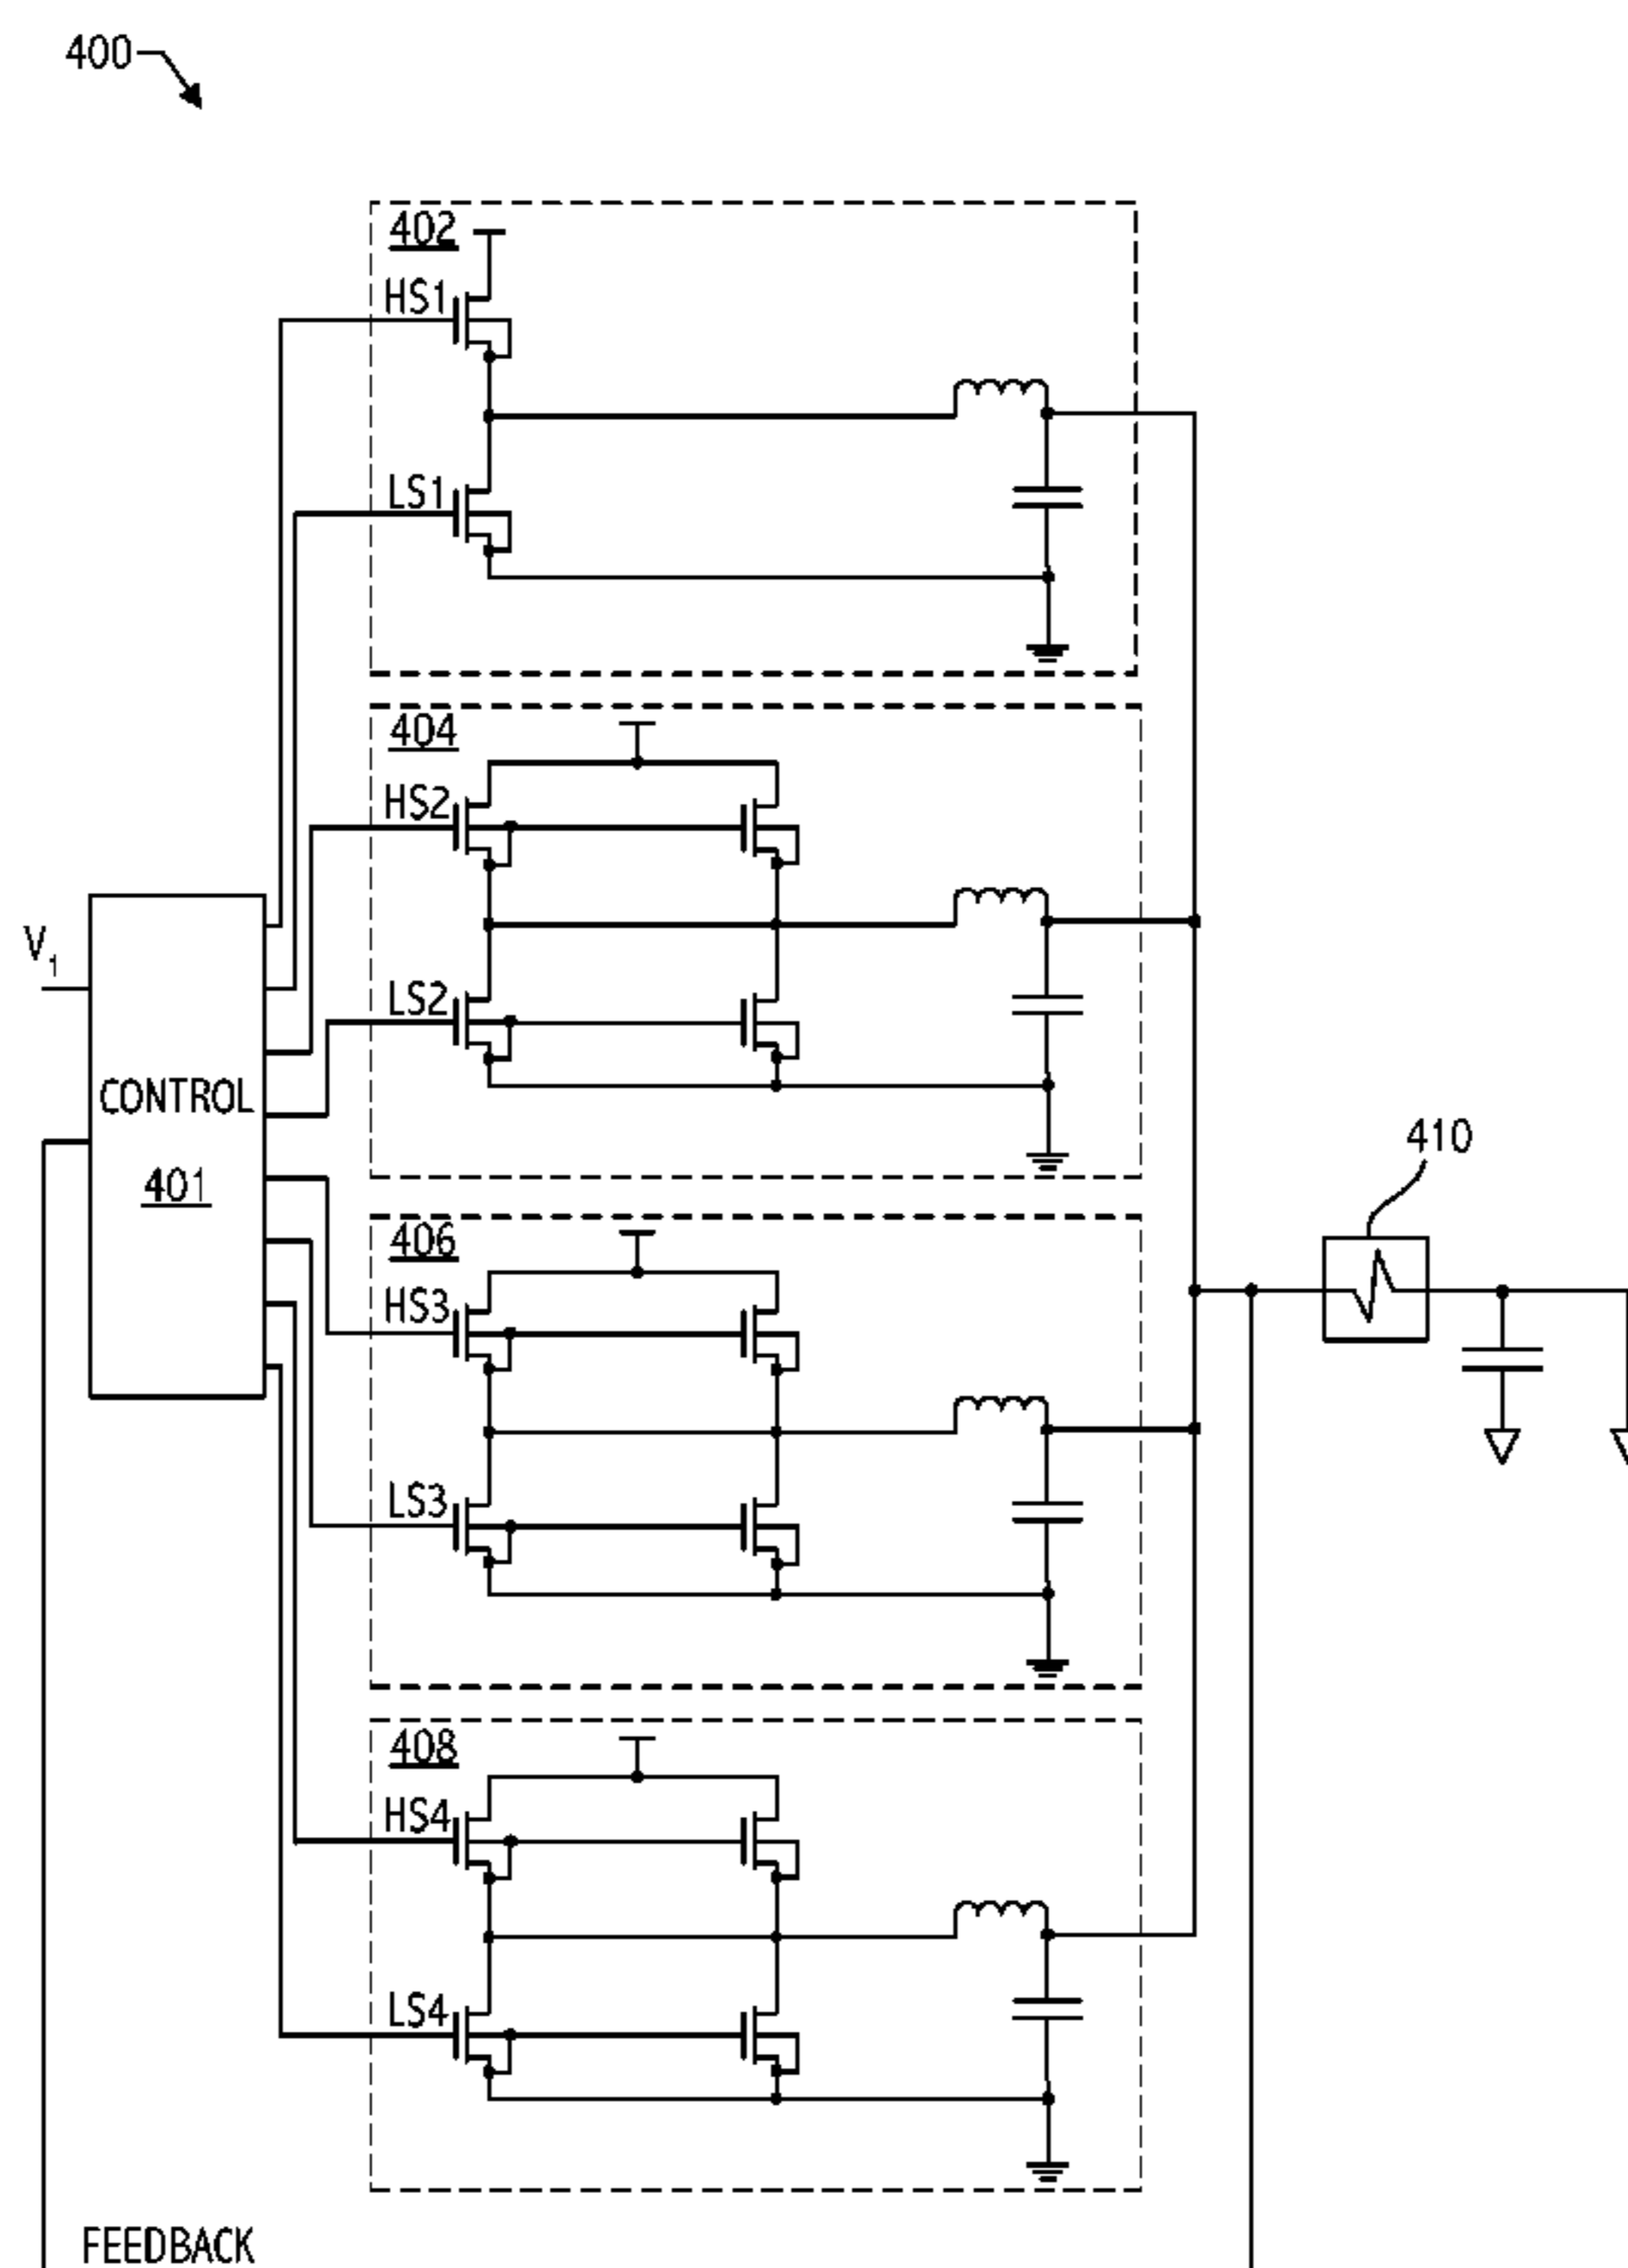 400
402
HS1
LS1
404
HS2
LS2
V1
CONTROL
401
410
406
HS3
LS3
408
HS4
LS4
FEEDBACK